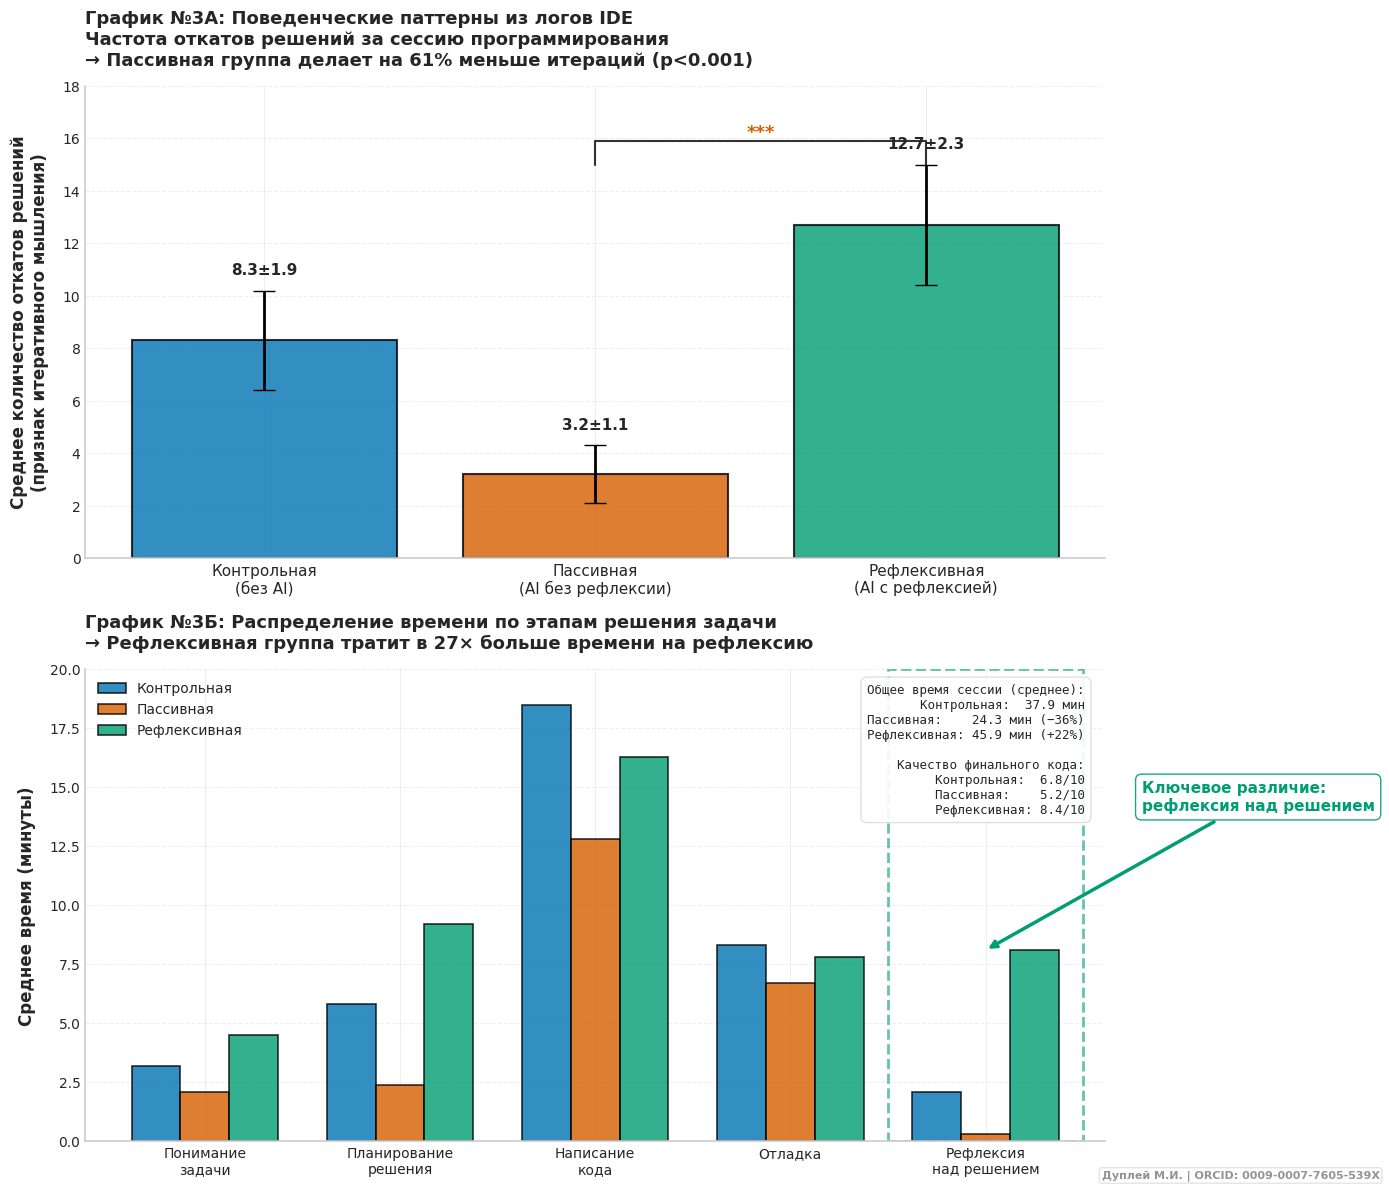 График №3А: Поведенческие паттерны из логов IDE
Частота откатов решений за сессию программирования
→ Пассивная группа делает на 61% меньше итераций (p<0.001)
Среднее количество откатов решений
(признак итеративного мышления)
18
16
14
12
10
8
6
4
2
0
***
8.3±1.9
3.2±1.1
12.7±2.3
Контрольная
(без AI)
Пассивная
(AI без рефлексии)
Рефлексивная
(AI с рефлексией)
График №3Б: Распределение времени по этапам решения задачи
→ Рефлексивная группа тратит в 27× больше времени на рефлексию
Среднее время (минуты)
20.0
17.5
15.0
12.5
10.0
7.5
5.0
2.5
0.0
Контрольная
Пассивная
Рефлексивная
Общее время сессии (среднее):
Контрольная: 37.9 мин
Пассивная: 24.3 мин (−36%)
Рефлексивная: 45.9 мин (+22%)
Качество финального кода:
Контрольная: 6.8/10
Пассивная: 5.2/10
Рефлексивная: 8.4/10
Ключевое различие:
рефлексия над решением
Понимание
задачи
Планирование
решения
Написание
кода
Отладка
Рефлексия
над решением
Дуплей М.И. | ORCID: 0009-0007-7605-539X